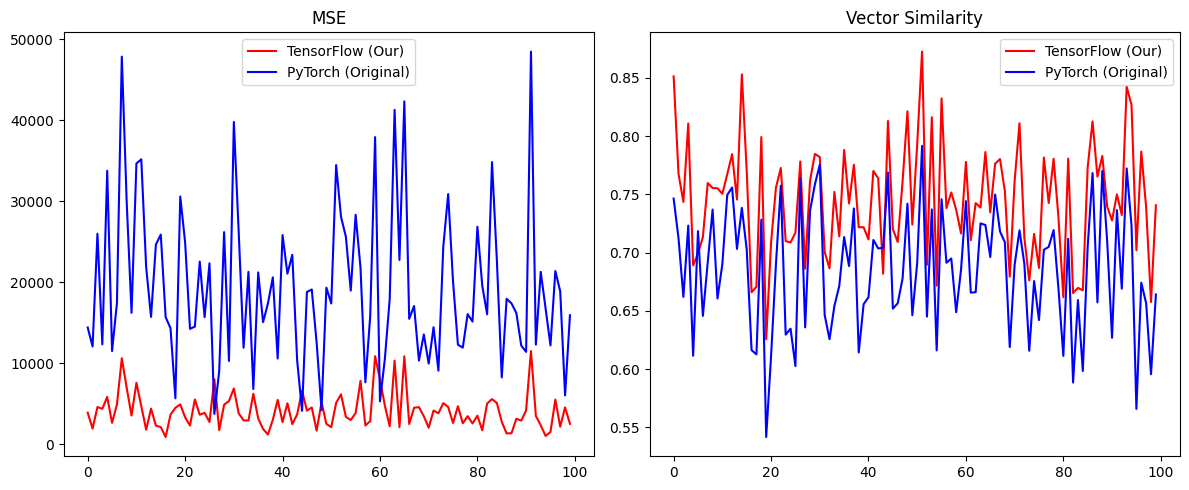 MSE
TensorFlow (Our)
PyTorch (Original)
50000
40000
30000
20000
10000
0
0 20 40 60 80 100
Vector Similarity
TensorFlow (Our)
PyTorch (Original)
0.85
0.80
0.75
0.70
0.65
0.60
0.55
0 20 40 60 80 100